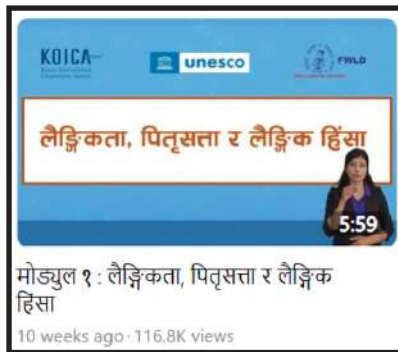 KOICA
unesco
FWLD
लैङ्गिकता, पितृसत्ता र लैङ्गिक हिंसा
5:59
मोड्युल १ : लैङ्गिकता, पितृसत्ता र लैङ्गिक
हिंसा
10 weeks ago · 116.8K views